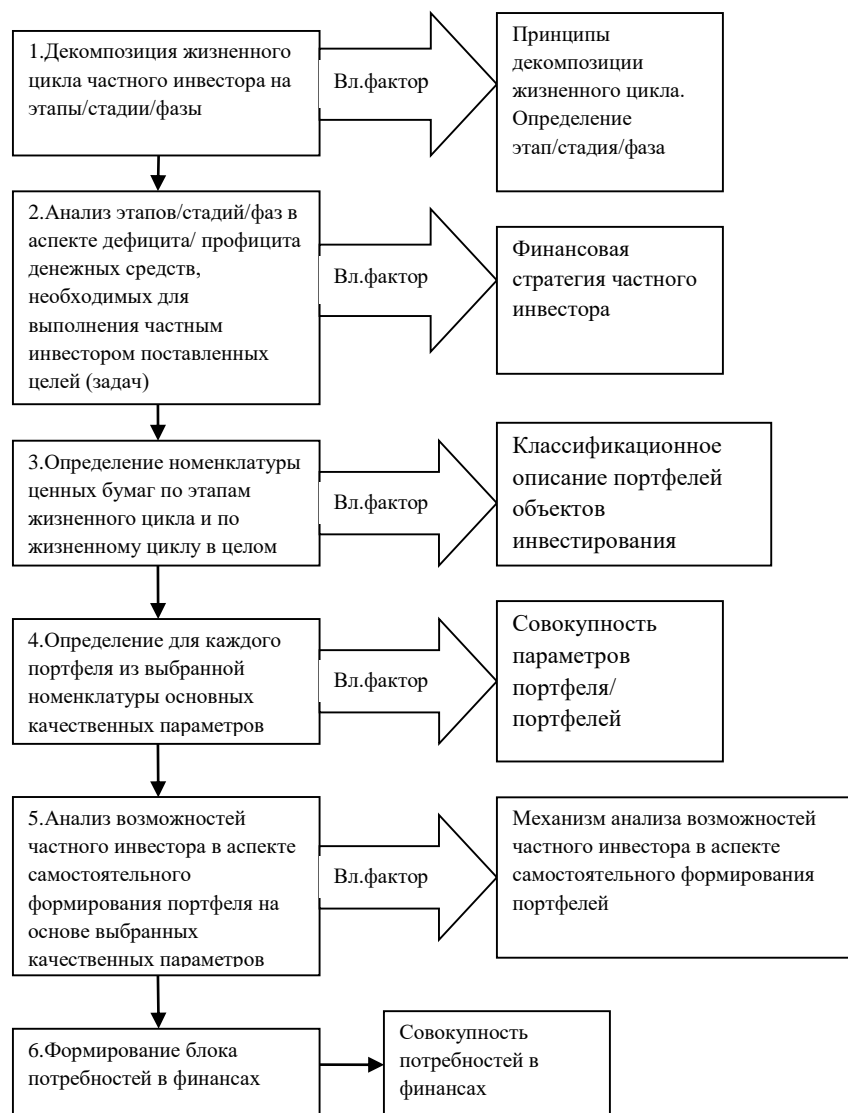 1.Декомпозиция жизненного
цикла частного инвестора на
этапы/стадии/фазы
Вл.фактор
Принципы
декомпозиции
жизненного цикла.
Определение
этап/стадия/фаза
2.Анализ этапов/стадий/фаз в
аспекте дефицита/ профицита
денежных средств,
необходимых для
выполнения частным
инвестором поставленных
целей (задач)
Вл.фактор
Финансовая
стратегия частного
инвестора
3.Определение номенклатуры
ценных бумаг по этапам
жизненного цикла и по
жизненному циклу в целом
Вл.фактор
Классификационное
описание портфелей
объектов
инвестирования
4.Определение для каждого
портфеля из выбранной
номенклатуры основных
качественных параметров
Вл.фактор
Совокупность
параметров
портфеля/
портфелей
5.Анализ возможностей
частного инвестора в аспекте
самостоятельного
формирования портфеля на
основе выбранных
качественных параметров
Вл.фактор
Механизм анализа возможностей
частного инвестора в аспекте
самостоятельного формирования
портфелей
6.Формирование блока
потребностей в финансах
Совокупность
потребностей в
финансах